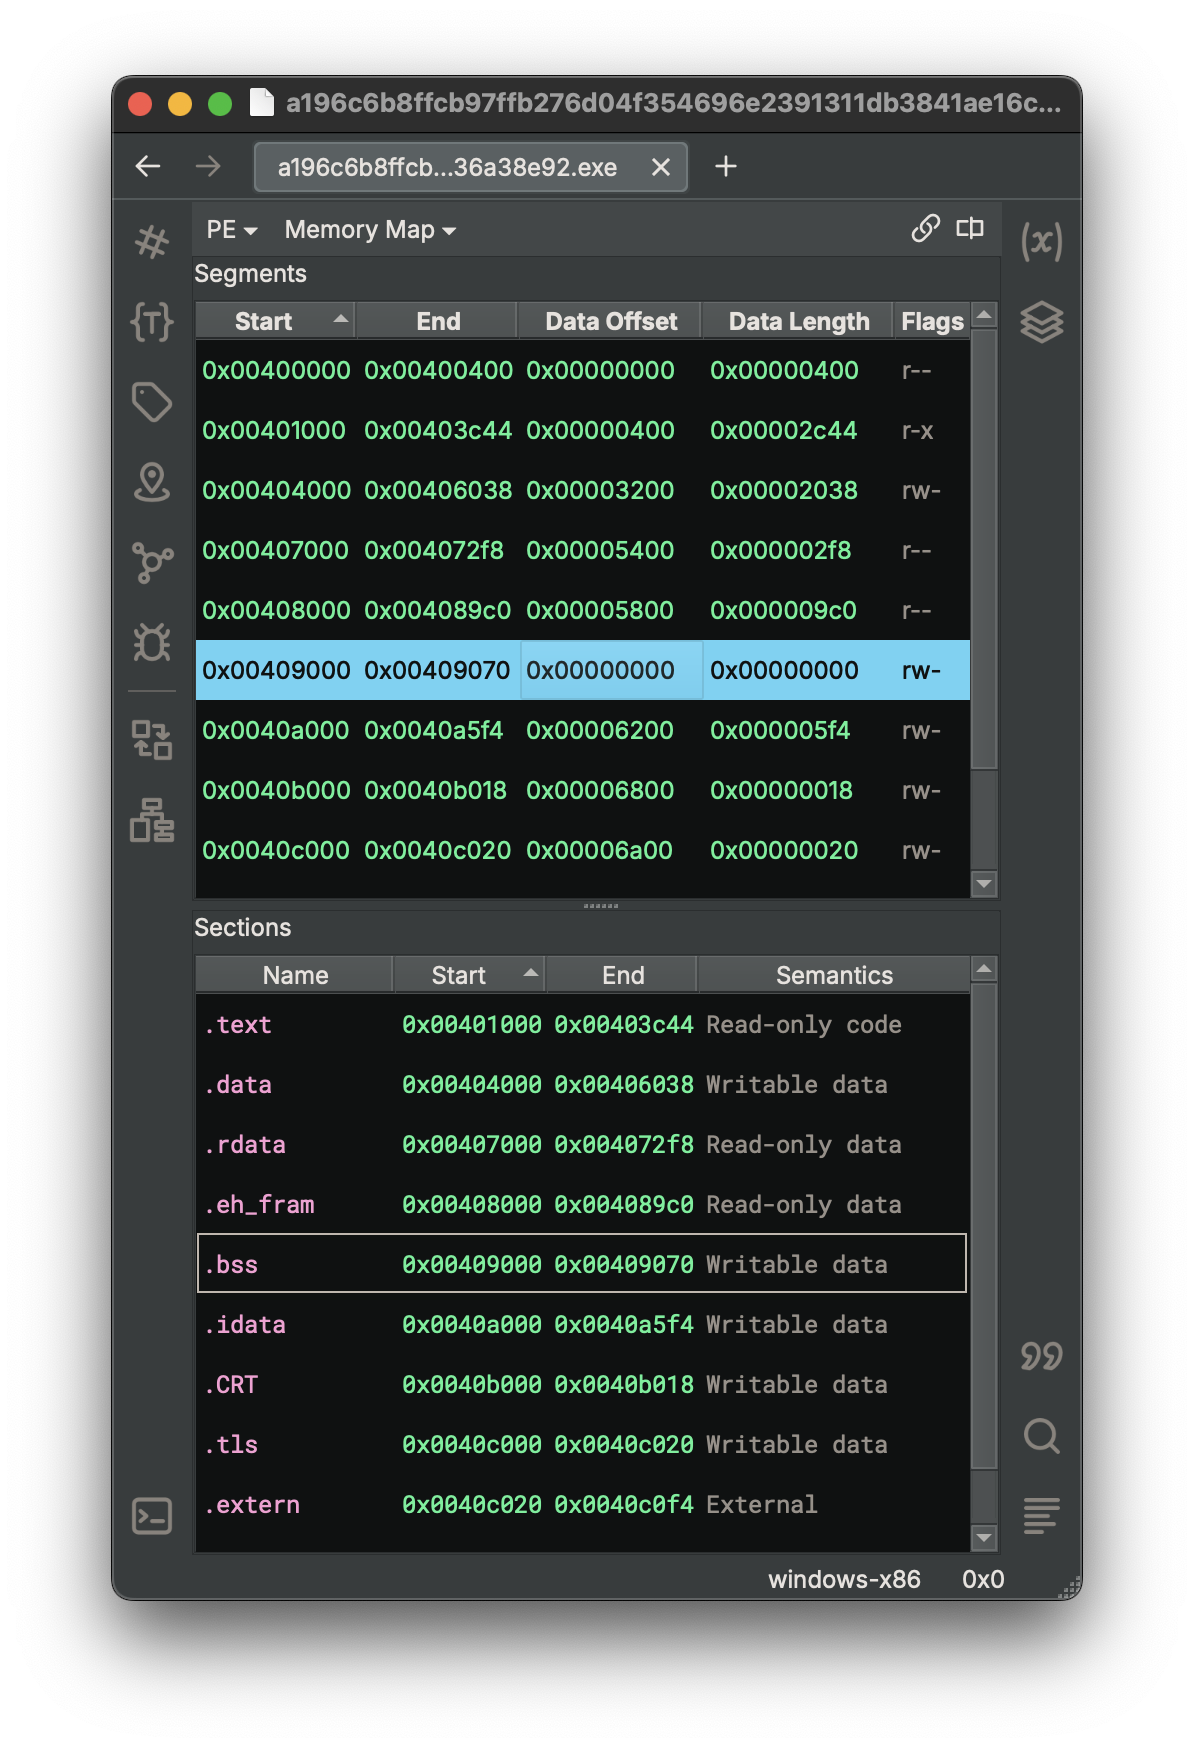 a196c6b8ffcb97ffb276d04f354696e2391311db3841ae16c...
a196c6b8ffcb...36a38e92.exe
PE Memory Map
Segments
Start End Data Offset Data Length Flags
0x00400000 0x00400400 0x00000000 0x00000400 r--
0x00401000 0x00403c44 0x00000400 0x00002c44 r-x
0x00404000 0x00406038 0x00003200 0x00002038 rw-
0x00407000 0x004072f8 0x00005400 0x000002f8 r--
0x00408000 0x004089c0 0x00005800 0x000009c0 r--
0x00409000 0x00409070 0x00000000 0x00000000 rw-
0x0040a000 0x0040a5f4 0x00006200 0x000005f4 rw-
0x0040b000 0x0040b018 0x00006800 0x00000018 rw-
0x0040c000 0x0040c020 0x00006a00 0x00000020 rw-
Sections
Name Start End Semantics
.text 0x00401000 0x00403c44 Read-only code
.data 0x00404000 0x00406038 Writable data
.rdata 0x00407000 0x004072f8 Read-only data
.eh_fram 0x00408000 0x004089c0 Read-only data
.bss 0x00409000 0x00409070 Writable data
.idata 0x0040a000 0x0040a5f4 Writable data
.CRT 0x0040b000 0x0040b018 Writable data
.tls 0x0040c000 0x0040c020 Writable data
.extern 0x0040c020 0x0040c0f4 External
windows-x86 0x0